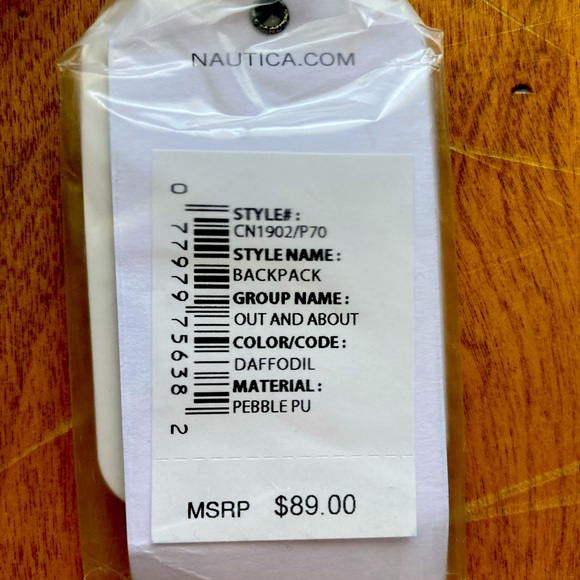 NAUTICA.COM
STYLE# :
CN1902/P70
STYLE NAME :
BACKPACK
GROUP NAME :
OUT AND ABOUT
COLOR/CODE :
DAFFODIL
MATERIAL :
PEBBLE PU
0 77979 75638 2
MSRP $89.00